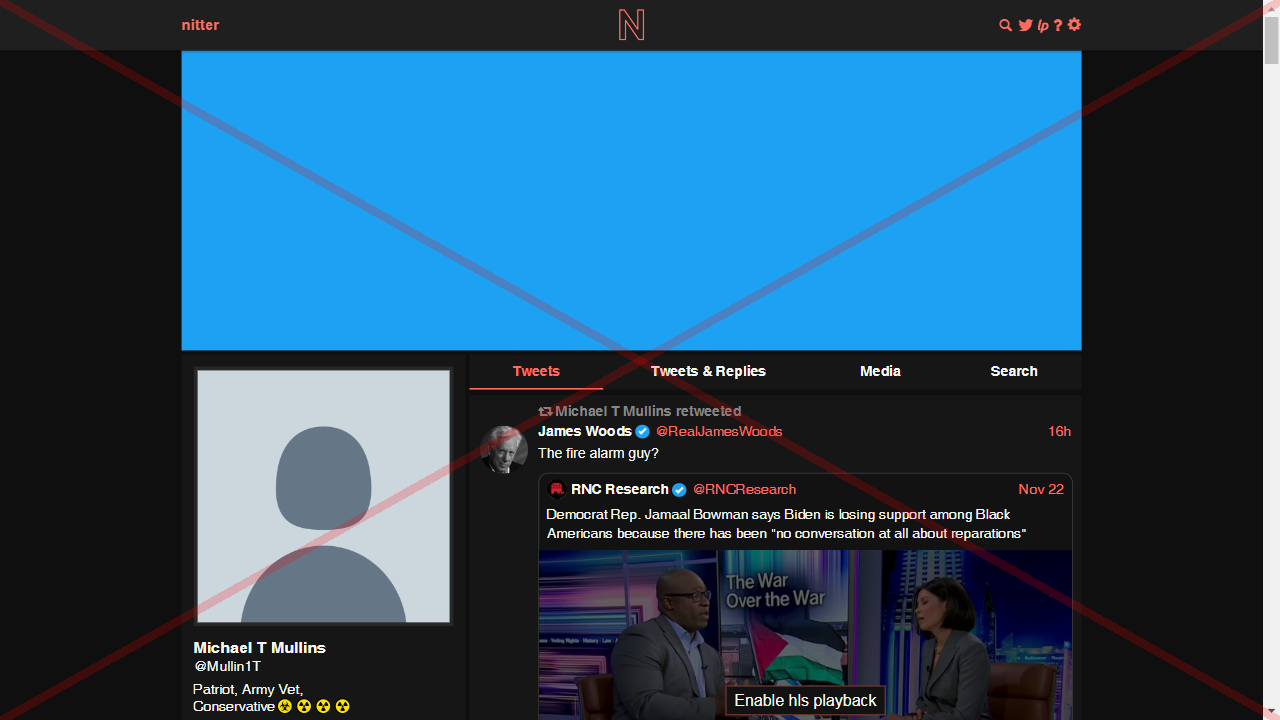 nitter
N
lp ?
Tweets
Tweets & Replies
Media
Search
Michael T Mullins retweeted
James Woods @RealJamesWoods 16h
The fire alarm guy?
RNC Research @RNCResearch Nov 22
Democrat Rep. Jamaal Bowman says Biden is losing support among Black
Americans because there has been "no conversation at all about reparations"
The War
Over the War
Enable hls playback
Michael T Mullins
@Mullin1T
Patriot, Army Vet,
Conservative ☣ ☢ ☢ ☢